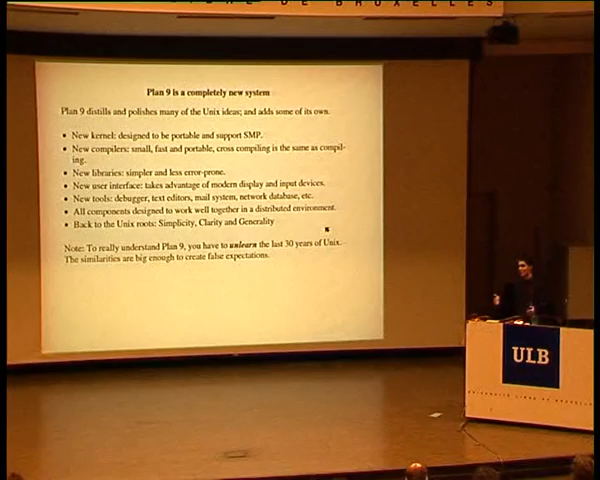 DE BRUXELLES
Plan 9 is a completely new system
Plan 9 distills and polishes many of the Unix ideas; and adds some of its own.
• New kernel: designed to be portable and support SMP.
• New compilers: small, fast and portable, cross compiling is the same as compil-
ing.
• New libraries: simpler and less error-prone.
• New user interface: takes advantage of modern display and input devices.
• New tools: debugger, text editors, mail system, network database, etc.
• All components designed to work well together in a distributed environment.
• Back to the Unix roots: Simplicity, Clarity and Generality
Note: To really understand Plan 9, you have to unlearn the last 30 years of Unix.
The similarities are big enough to create false expectations.
ULB